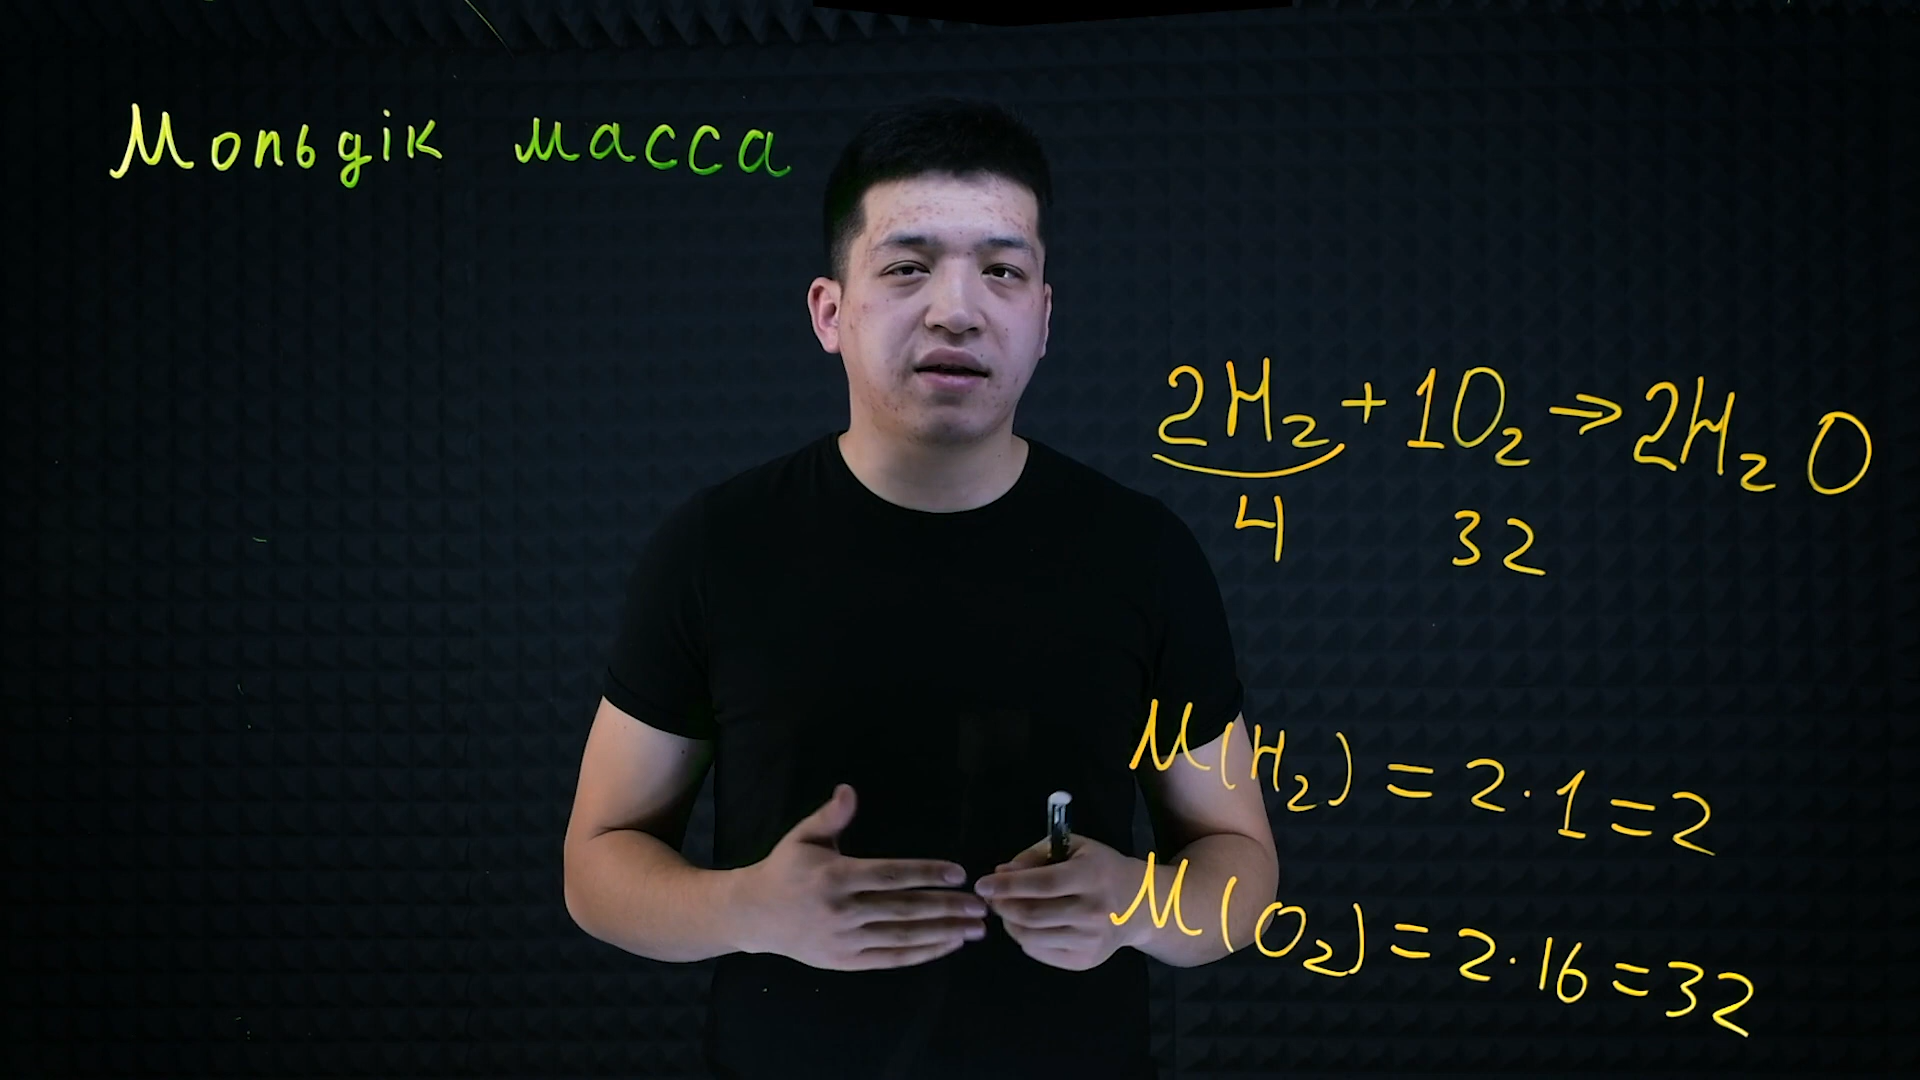 Мольдік масса
2H₂ + 1O₂ → 2H₂O
4 32
M(H₂) = 2·1=2
M(O₂) = 2·16=32